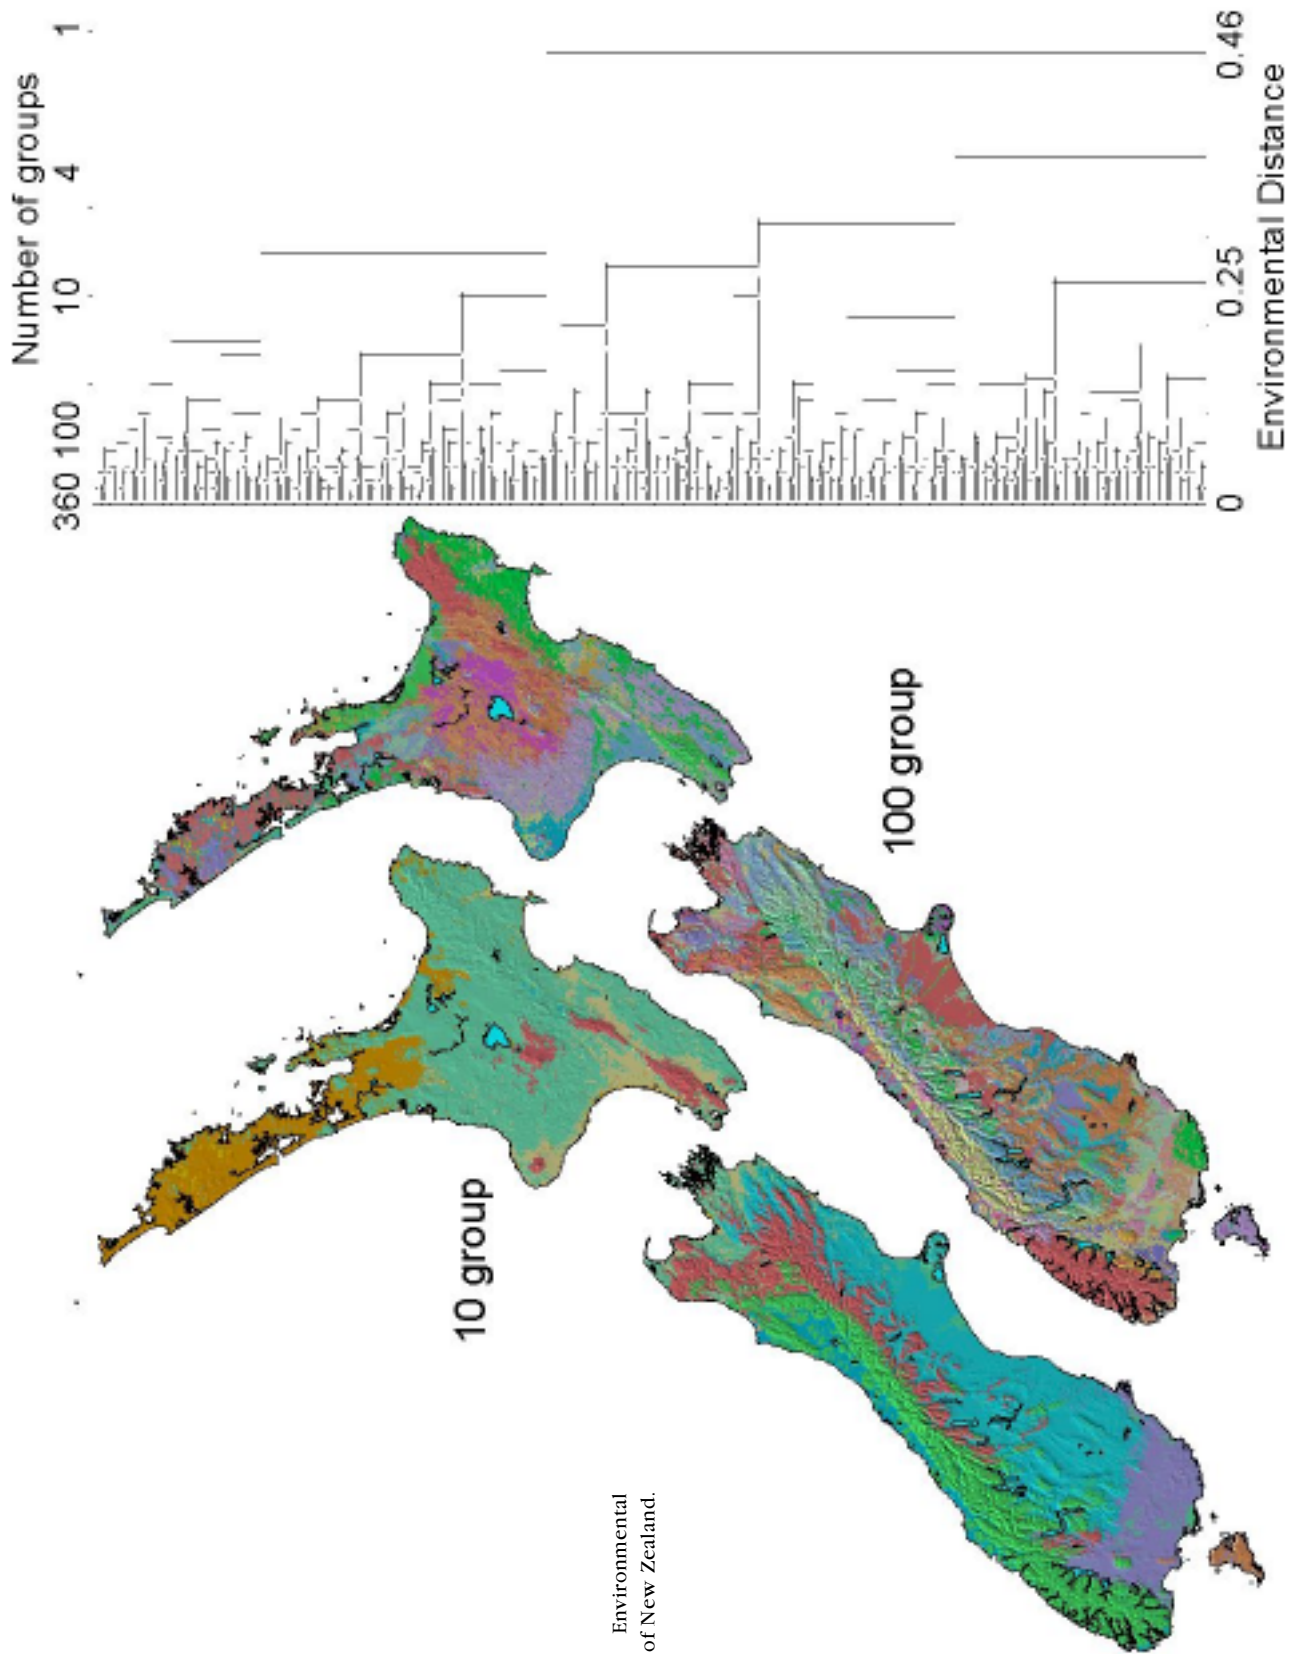 Environmental
of New Zealand.
10 group
100 group
Number of groups
360 100 10 4 1
0 0.25 0.46
Environmental Distance